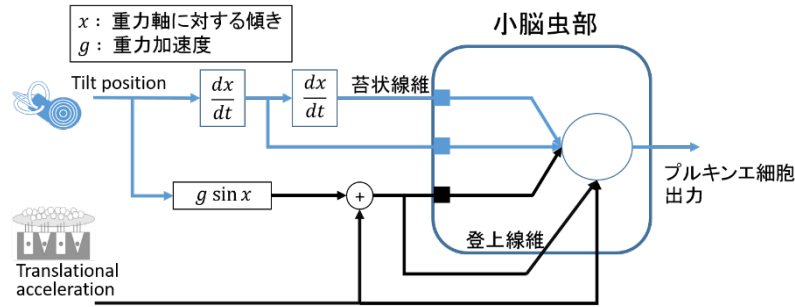 x : 重力軸に対する傾き
g : 重力加速度
小脳虫部
Tilt position
dx
dt
dx
dt
苔状線維
g sin x
+
プルキンエ細胞
出力
登上線維
Translational
acceleration